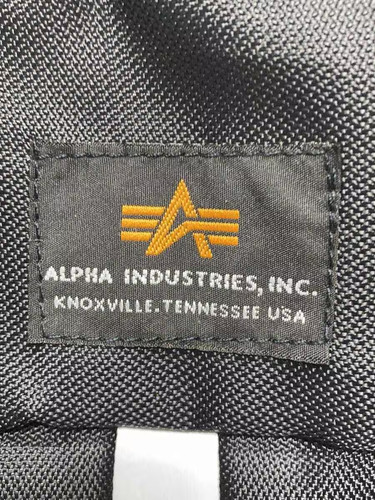 ALPHA INDUSTRIES, INC.
KNOXVILLE. TENNESSEE USA